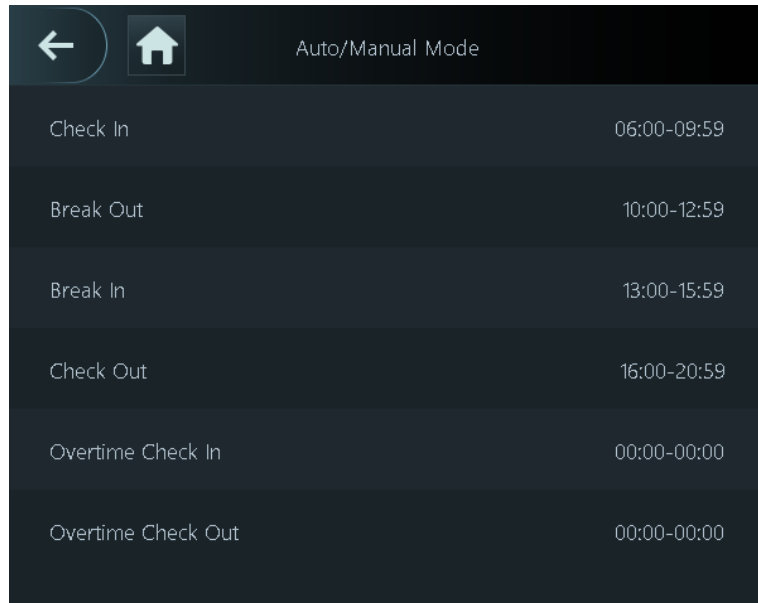 Auto/Manual Mode
Check In 06:00-09:59
Break Out 10:00-12:59
Break In 13:00-15:59
Check Out 16:00-20:59
Overtime Check In 00:00-00:00
Overtime Check Out 00:00-00:00